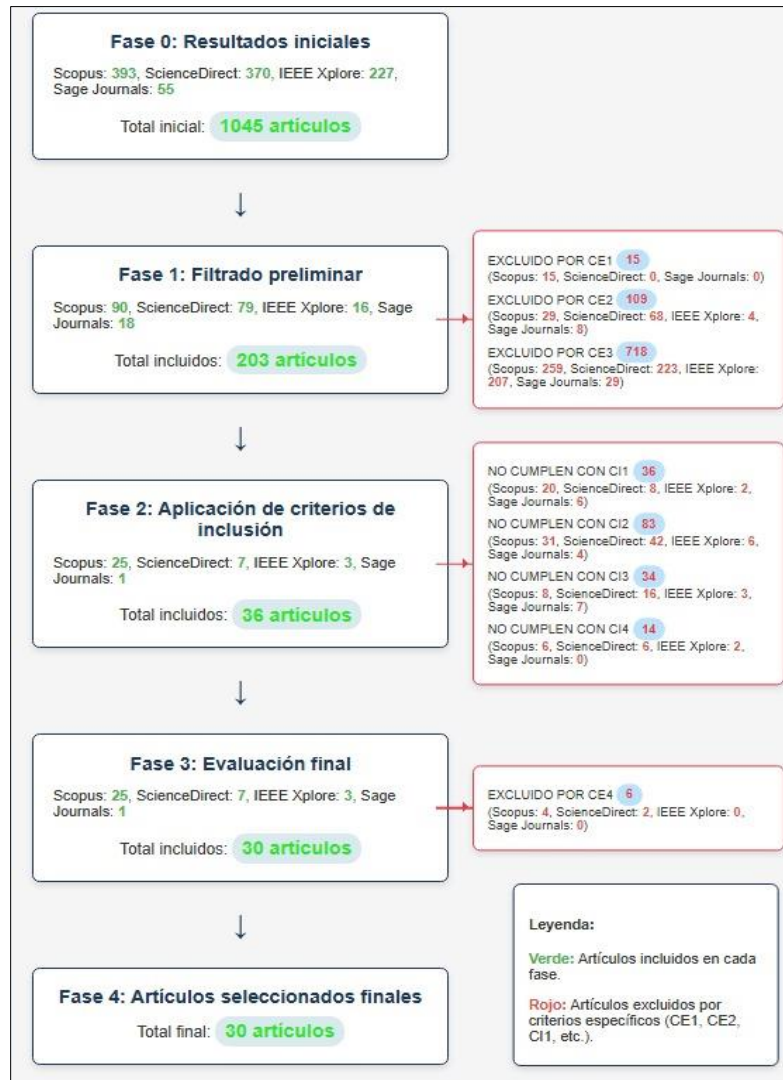 Fase 0: Resultados iniciales
Scopus: 393, ScienceDirect: 370, IEEE Xplore: 227,
Sage Journals: 55
Total inicial: 1045 artículos
↓
Fase 1: Filtrado preliminar
Scopus: 90, ScienceDirect: 79, IEEE Xplore: 16, Sage
Journals: 18
Total incluidos: 203 artículos
EXCLUIDO POR CE1 15
(Scopus: 15, ScienceDirect: 0, Sage Journals: 0)
EXCLUIDO POR CE2 109
(Scopus: 29, ScienceDirect: 68, IEEE Xplore: 4,
Sage Journals: 8)
EXCLUIDO POR CE3 718
(Scopus: 259, ScienceDirect: 223, IEEE Xplore:
207, Sage Journals: 29)
↓
Fase 2: Aplicación de criterios de
inclusión
Scopus: 25, ScienceDirect: 7, IEEE Xplore: 3, Sage
Journals: 1
Total incluidos: 36 artículos
NO CUMPLEN CON CI1 36
(Scopus: 20, ScienceDirect: 8, IEEE Xplore: 2,
Sage Journals: 6)
NO CUMPLEN CON CI2 83
(Scopus: 31, ScienceDirect: 42, IEEE Xplore: 6,
Sage Journals: 4)
NO CUMPLEN CON CI3 34
(Scopus: 8, ScienceDirect: 16, IEEE Xplore: 3,
Sage Journals: 7)
NO CUMPLEN CON CI4 14
(Scopus: 6, ScienceDirect: 6, IEEE Xplore: 2,
Sage Journals: 0)
↓
Fase 3: Evaluación final
Scopus: 25, ScienceDirect: 7, IEEE Xplore: 3, Sage
Journals: 1
Total incluidos: 30 artículos
EXCLUIDO POR CE4 6
(Scopus: 4, ScienceDirect: 2, IEEE Xplore: 0,
Sage Journals: 0)
↓
Fase 4: Artículos seleccionados finales
Total final: 30 artículos
Leyenda:
Verde: Artículos incluidos en cada
fase.
Rojo: Artículos excluidos por
criterios específicos (CE1, CE2,
CI1, etc.).